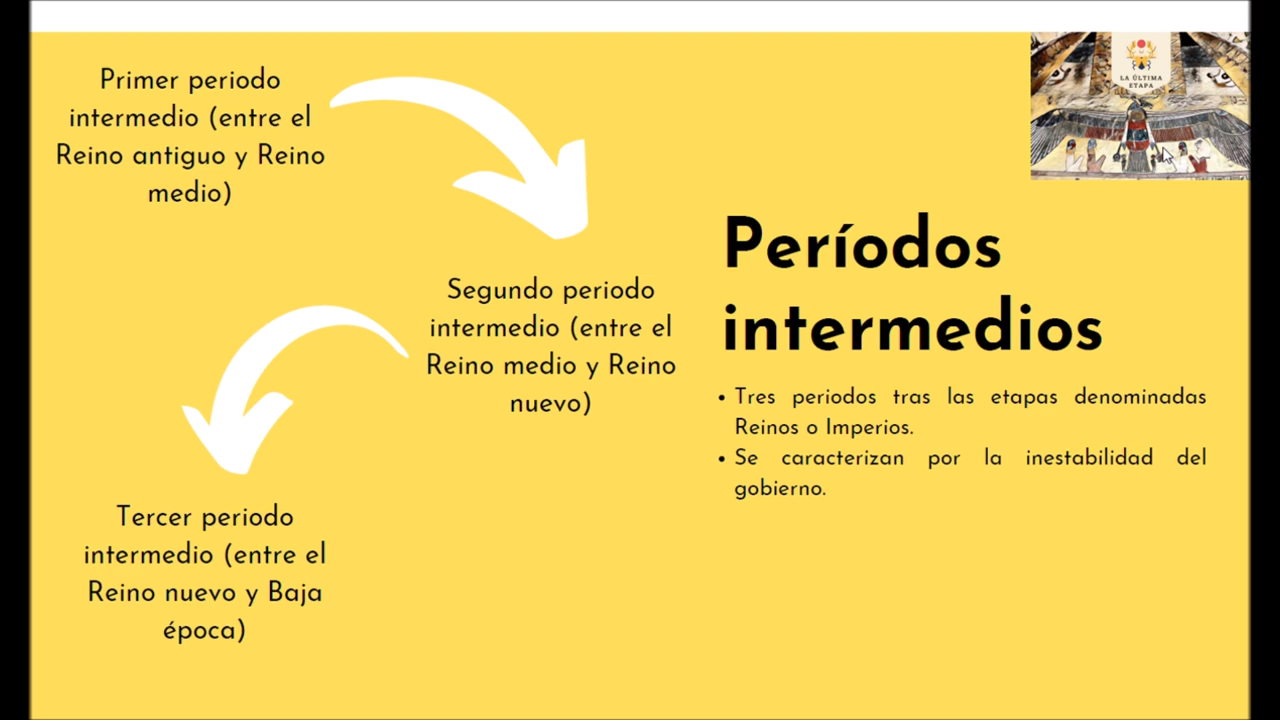 Primer periodo
intermedio (entre el
Reino antiguo y Reino
medio)
Segundo periodo
intermedio (entre el
Reino medio y Reino
nuevo)
Tercer periodo
intermedio (entre el
Reino nuevo y Baja
época)
LA ÚLTIMA
ETAPA
Períodos
intermedios
• Tres periodos tras las etapas denominadas
Reinos o Imperios.
• Se caracterizan por la inestabilidad del
gobierno.